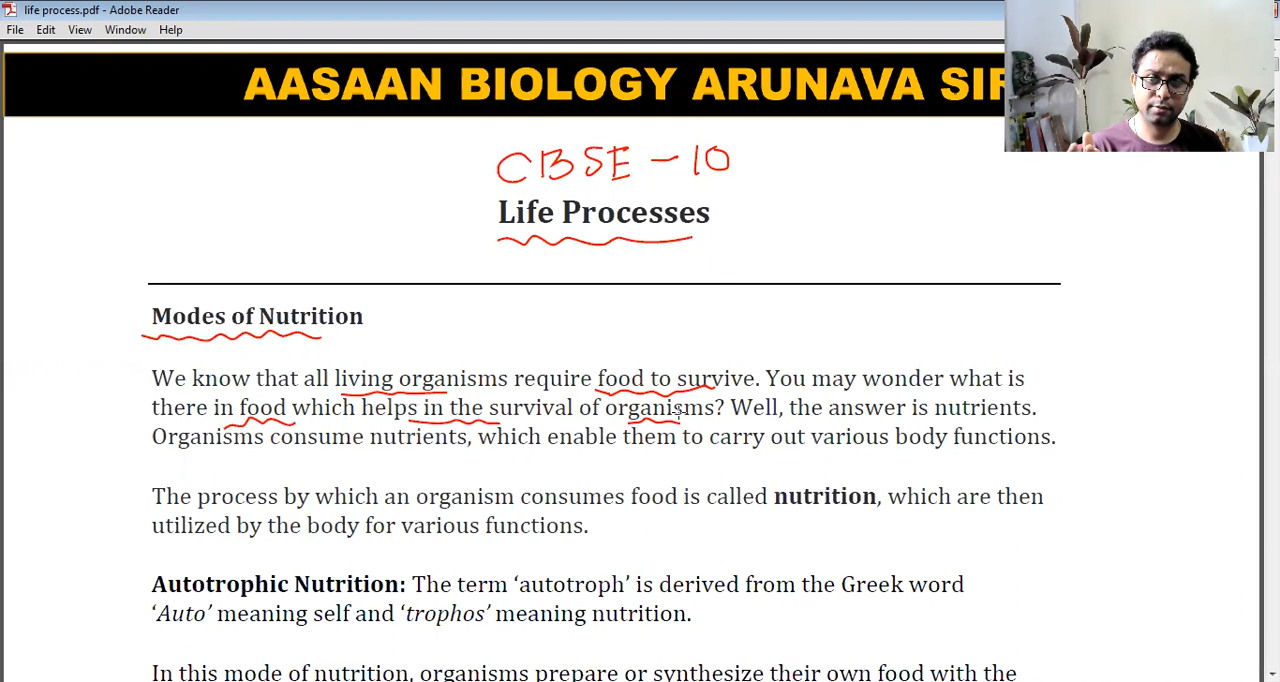 life process.pdf - Adobe Reader
File Edit View Window Help
AASAAN BIOLOGY ARUNAVA SIR
CBSE - 10
Life Processes
Modes of Nutrition
We know that all living organisms require food to survive. You may wonder what is
there in food which helps in the survival of organisms? Well, the answer is nutrients.
Organisms consume nutrients, which enable them to carry out various body functions.
The process by which an organism consumes food is called nutrition, which are then
utilized by the body for various functions.
Autotrophic Nutrition: The term ‘autotroph’ is derived from the Greek word
‘Auto’ meaning self and ‘trophos’ meaning nutrition.
In this mode of nutrition, organisms prepare or synthesize their own food with the